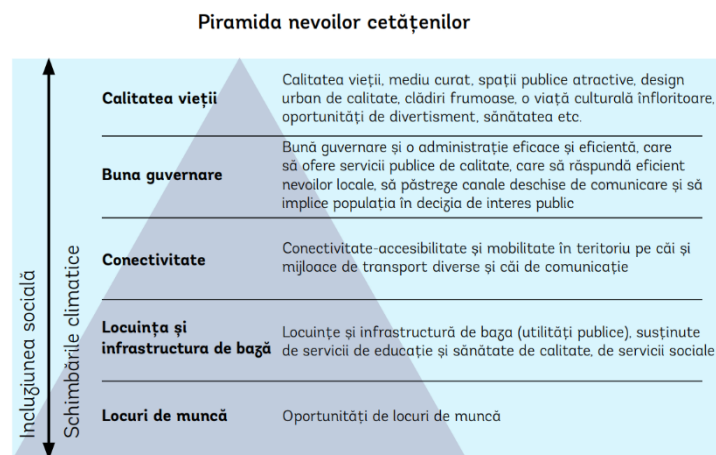 Piramida nevoilor cetățenilor
Calitatea vieții
Calitatea vieții, mediu curat, spații publice atractive, design
urban de calitate, clădiri frumoase, o viață culturală înfloritoare,
oportunități de divertisment, sănătatea etc.
Buna guvernare
Bună guvernare și o administrație eficace și eficientă, care
să ofere servicii publice de calitate, care să răspundă eficient
nevoilor locale, să păstreze canale deschise de comunicare și să
implice populația în decizia de interes public
Conectivitate
Conectivitate-accesibilitate și mobilitate în teritoriu pe căi și
mijloace de transport diverse și căi de comunicație
Locuința și
infrastructura de bază
Locuințe și infrastructură de baza (utilități publice), susținute
de servicii de educație și sănătate de calitate, de servicii sociale
Locuri de muncă
Oportunități de locuri de muncă
Incluziunea socială
Schimbările climatice